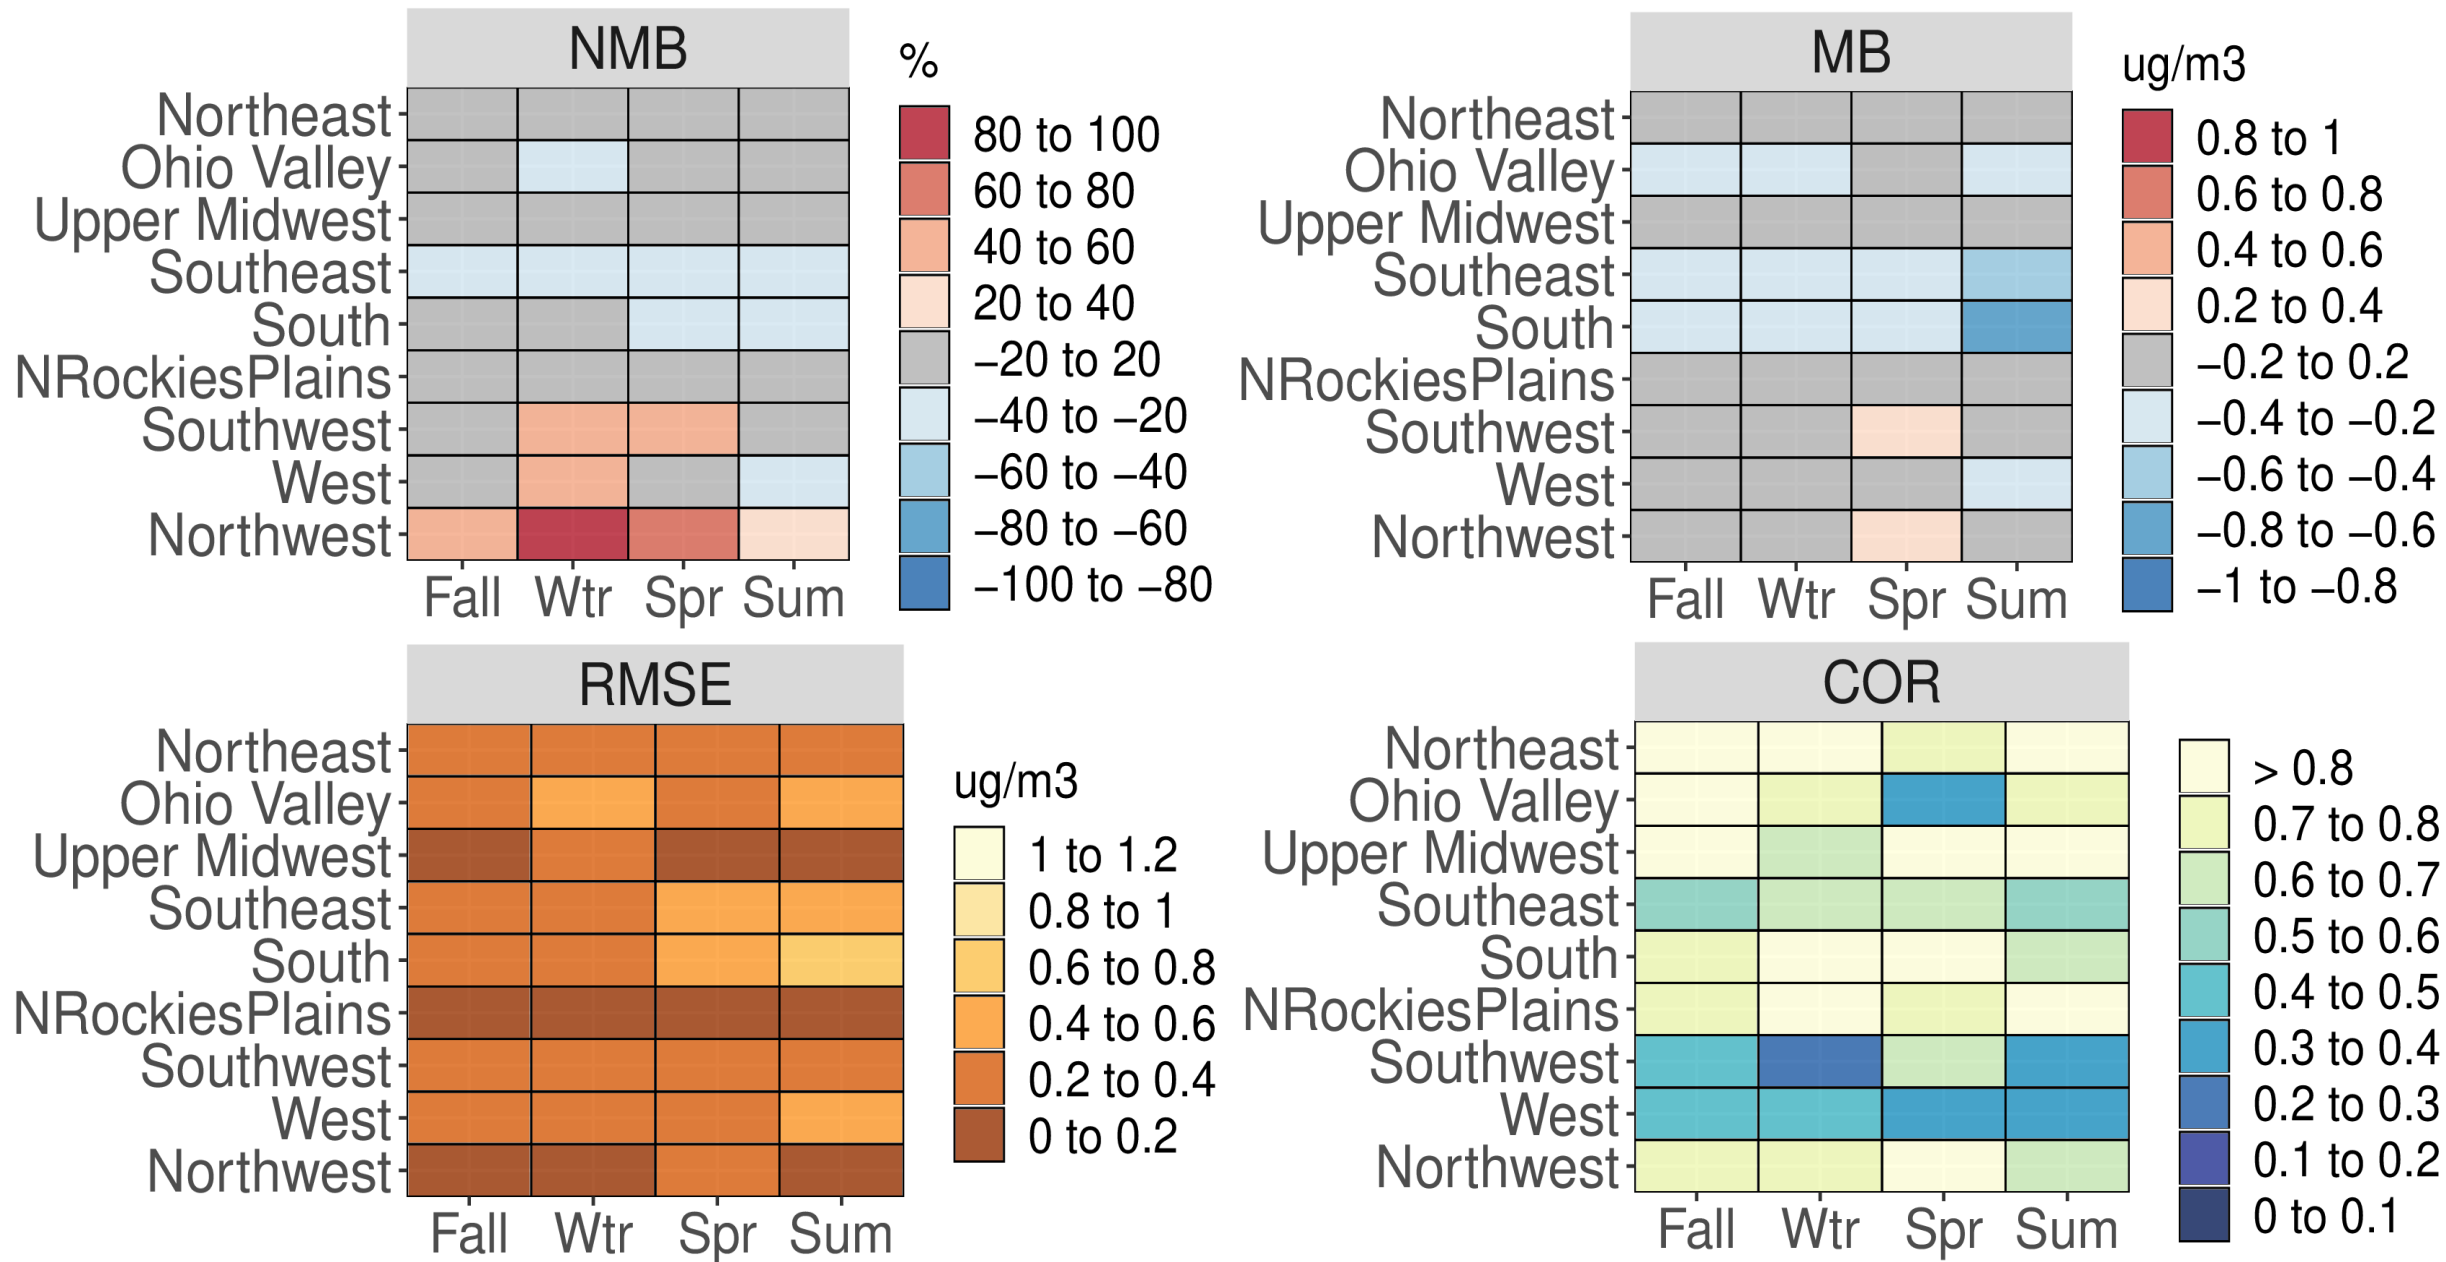 NMB
%
Northeast
Ohio Valley
Upper Midwest
Southeast
South
NRockiesPlains
Southwest
West
Northwest
Fall Wtr Spr Sum
80 to 100
60 to 80
40 to 60
20 to 40
−20 to 20
−40 to −20
−60 to −40
−80 to −60
−100 to −80
MB
ug/m3
Northeast
Ohio Valley
Upper Midwest
Southeast
South
NRockiesPlains
Southwest
West
Northwest
Fall Wtr Spr Sum
0.8 to 1
0.6 to 0.8
0.4 to 0.6
0.2 to 0.4
−0.2 to 0.2
−0.4 to −0.2
−0.6 to −0.4
−0.8 to −0.6
−1 to −0.8
RMSE
ug/m3
Northeast
Ohio Valley
Upper Midwest
Southeast
South
NRockiesPlains
Southwest
West
Northwest
Fall Wtr Spr Sum
1 to 1.2
0.8 to 1
0.6 to 0.8
0.4 to 0.6
0.2 to 0.4
0 to 0.2
COR
Northeast
Ohio Valley
Upper Midwest
Southeast
South
NRockiesPlains
Southwest
West
Northwest
Fall Wtr Spr Sum
> 0.8
0.7 to 0.8
0.6 to 0.7
0.5 to 0.6
0.4 to 0.5
0.3 to 0.4
0.2 to 0.3
0.1 to 0.2
0 to 0.1